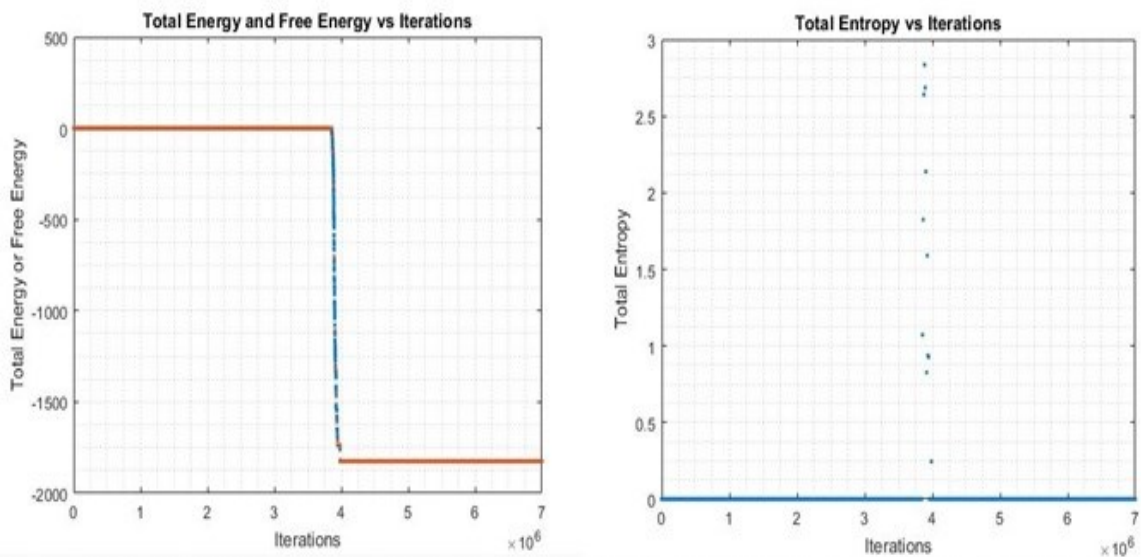 Total Energy and Free Energy vs Iterations
500
0
-500
-1000
-1500
-2000
Total Energy or Free Energy
0 1 2 3 4 5 6 7
Iterations
×10^6
Total Entropy vs Iterations
3
2.5
2
1.5
1
0.5
0
Total Entropy
0 1 2 3 4 5 6 7
Iterations
×10^6